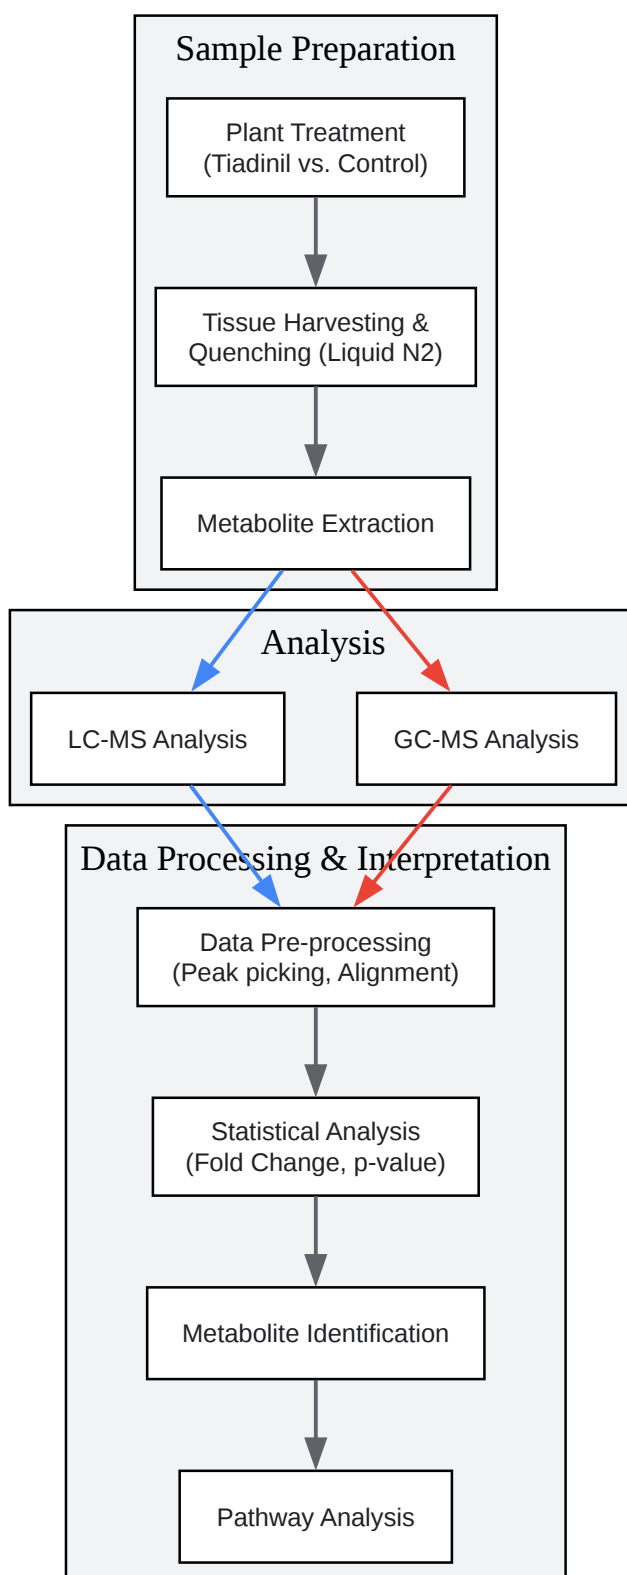 Sample Preparation
Plant Treatment
(Tiadinil vs. Control)
Tissue Harvesting &
Quenching (Liquid N2)
Metabolite Extraction
Analysis
LC-MS Analysis
GC-MS Analysis
Data Processing & Interpretation
Data Pre-processing
(Peak picking, Alignment)
Statistical Analysis
(Fold Change, p-value)
Metabolite Identification
Pathway Analysis